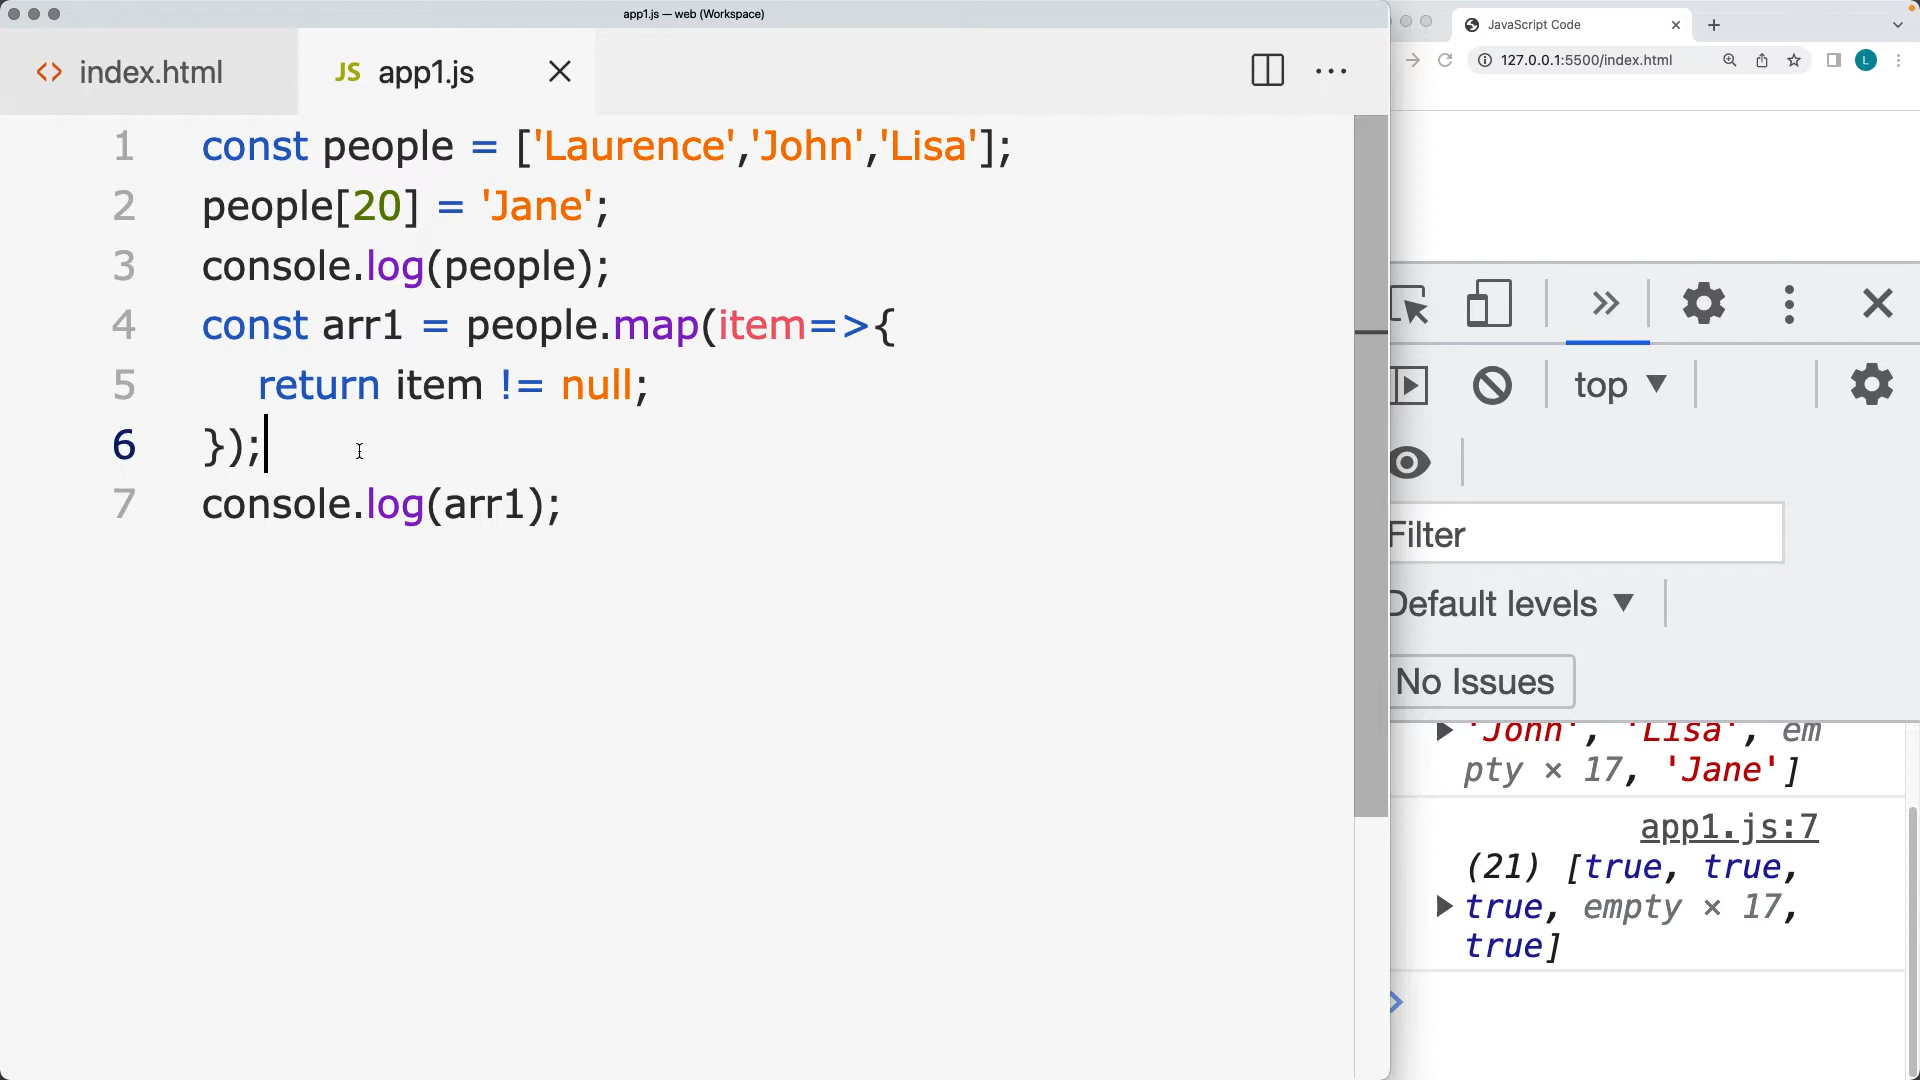 app1.js — web (Workspace)
index.html
JS app1.js
1 const people = ['Laurence','John','Lisa'];
2 people[20] = 'Jane';
3 console.log(people);
4 const arr1 = people.map(item=>{
5 return item != null;
6 });
7 console.log(arr1);
JavaScript Code
127.0.0.1:5500/index.html
L
top
Filter
Default levels
No Issues
'John', 'Lisa', em
pty × 17, 'Jane']
app1.js:7
(21) [true, true,
true, empty × 17,
true]